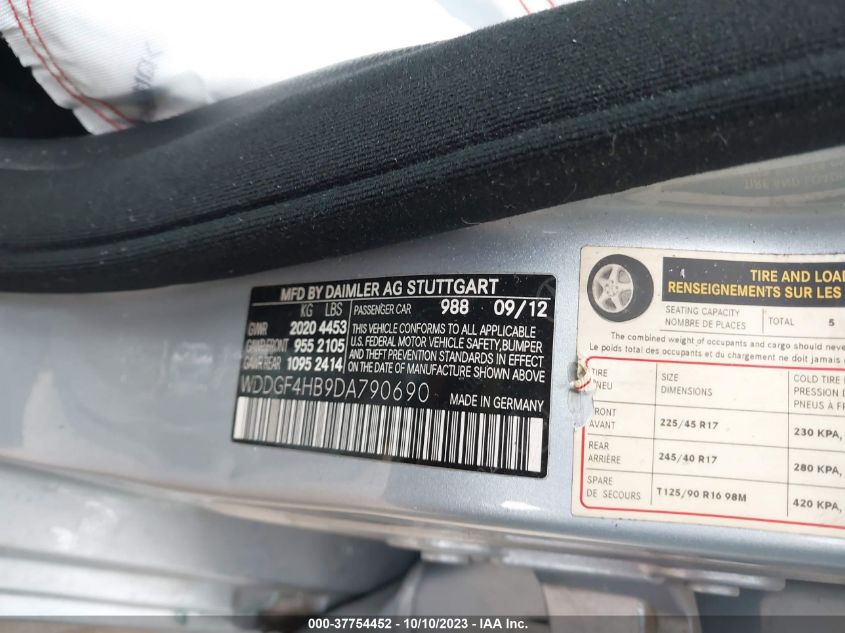 MFD BY DAIMLER AG STUTTGART
KG LBS PASSENGER CAR 988 09/12
GVWR 2020 4453
GAWR FRONT 955 2105
GAWR REAR 1095 2414
THIS VEHICLE CONFORMS TO ALL APPLICABLE
U.S. FEDERAL MOTOR VEHICLE SAFETY, BUMPER
AND THEFT PREVENTION STANDARDS IN EFFECT
ON THE DATE OF MANUFACTURE SHOWN ABOVE
WDDGF4HB9DA790690 MADE IN GERMANY
TIRE AND LOA
RENSEIGNEMENTS SUR LES
SEATING CAPACITY
NOMBRE DE PLACES
TOTAL 5
The combined weight of occupants and cargo should never
Le poids total des occupants et du chargement ne doit jamais
TIRE
PNEU
SIZE
DIMENSIONS
COLD TIRE
PRESSION
PNEUS À F
FRONT
AVANT
225/45 R17
230 KPA,
REAR
ARRIÈRE
245/40 R17
280 KPA,
SPARE
DE SECOURS
T125/90 R16 98M
420 KPA,
000-37754452 - 10/10/2023 - IAA Inc.